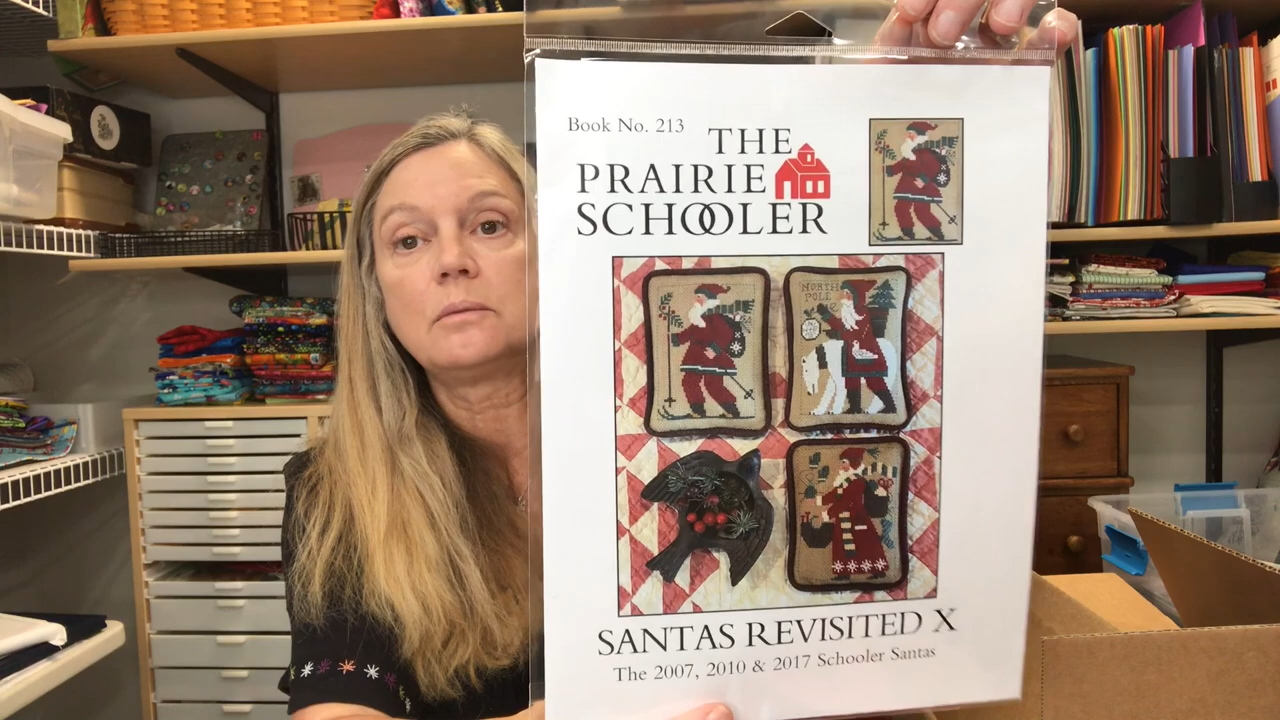 Book No. 213
THE
PRAIRIE
SCHOOLER
NORTH
POLE
SANTAS REVISITED X
The 2007, 2010 & 2017 Schooler Santas